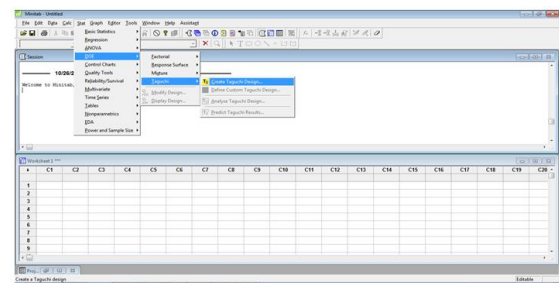 Minitab - Untitled
File Edit Data Calc Stat Graph Editor Tools Window Help Assistant
Basic Statistics
Regression
ANOVA
DOE
Control Charts
Quality Tools
Reliability/Survival
Multivariate
Time Series
Tables
Nonparametrics
EDA
Power and Sample Size
Factorial
Response Surface
Mixture
Taguchi
Modify Design...
Display Design...
Create Taguchi Design...
Define Custom Taguchi Design...
Analyze Taguchi Design...
Predict Taguchi Results...
Session
10/26/2
Welcome to Minitab,
Worksheet 1 ***
C1 C2 C3 C4 C5 C6 C7 C8 C9 C10 C11 C12 C13 C14 C15 C16 C17 C18 C19 C20
1
2
3
4
5
6
7
8
9
Proj...
Create a Taguchi design
Editable